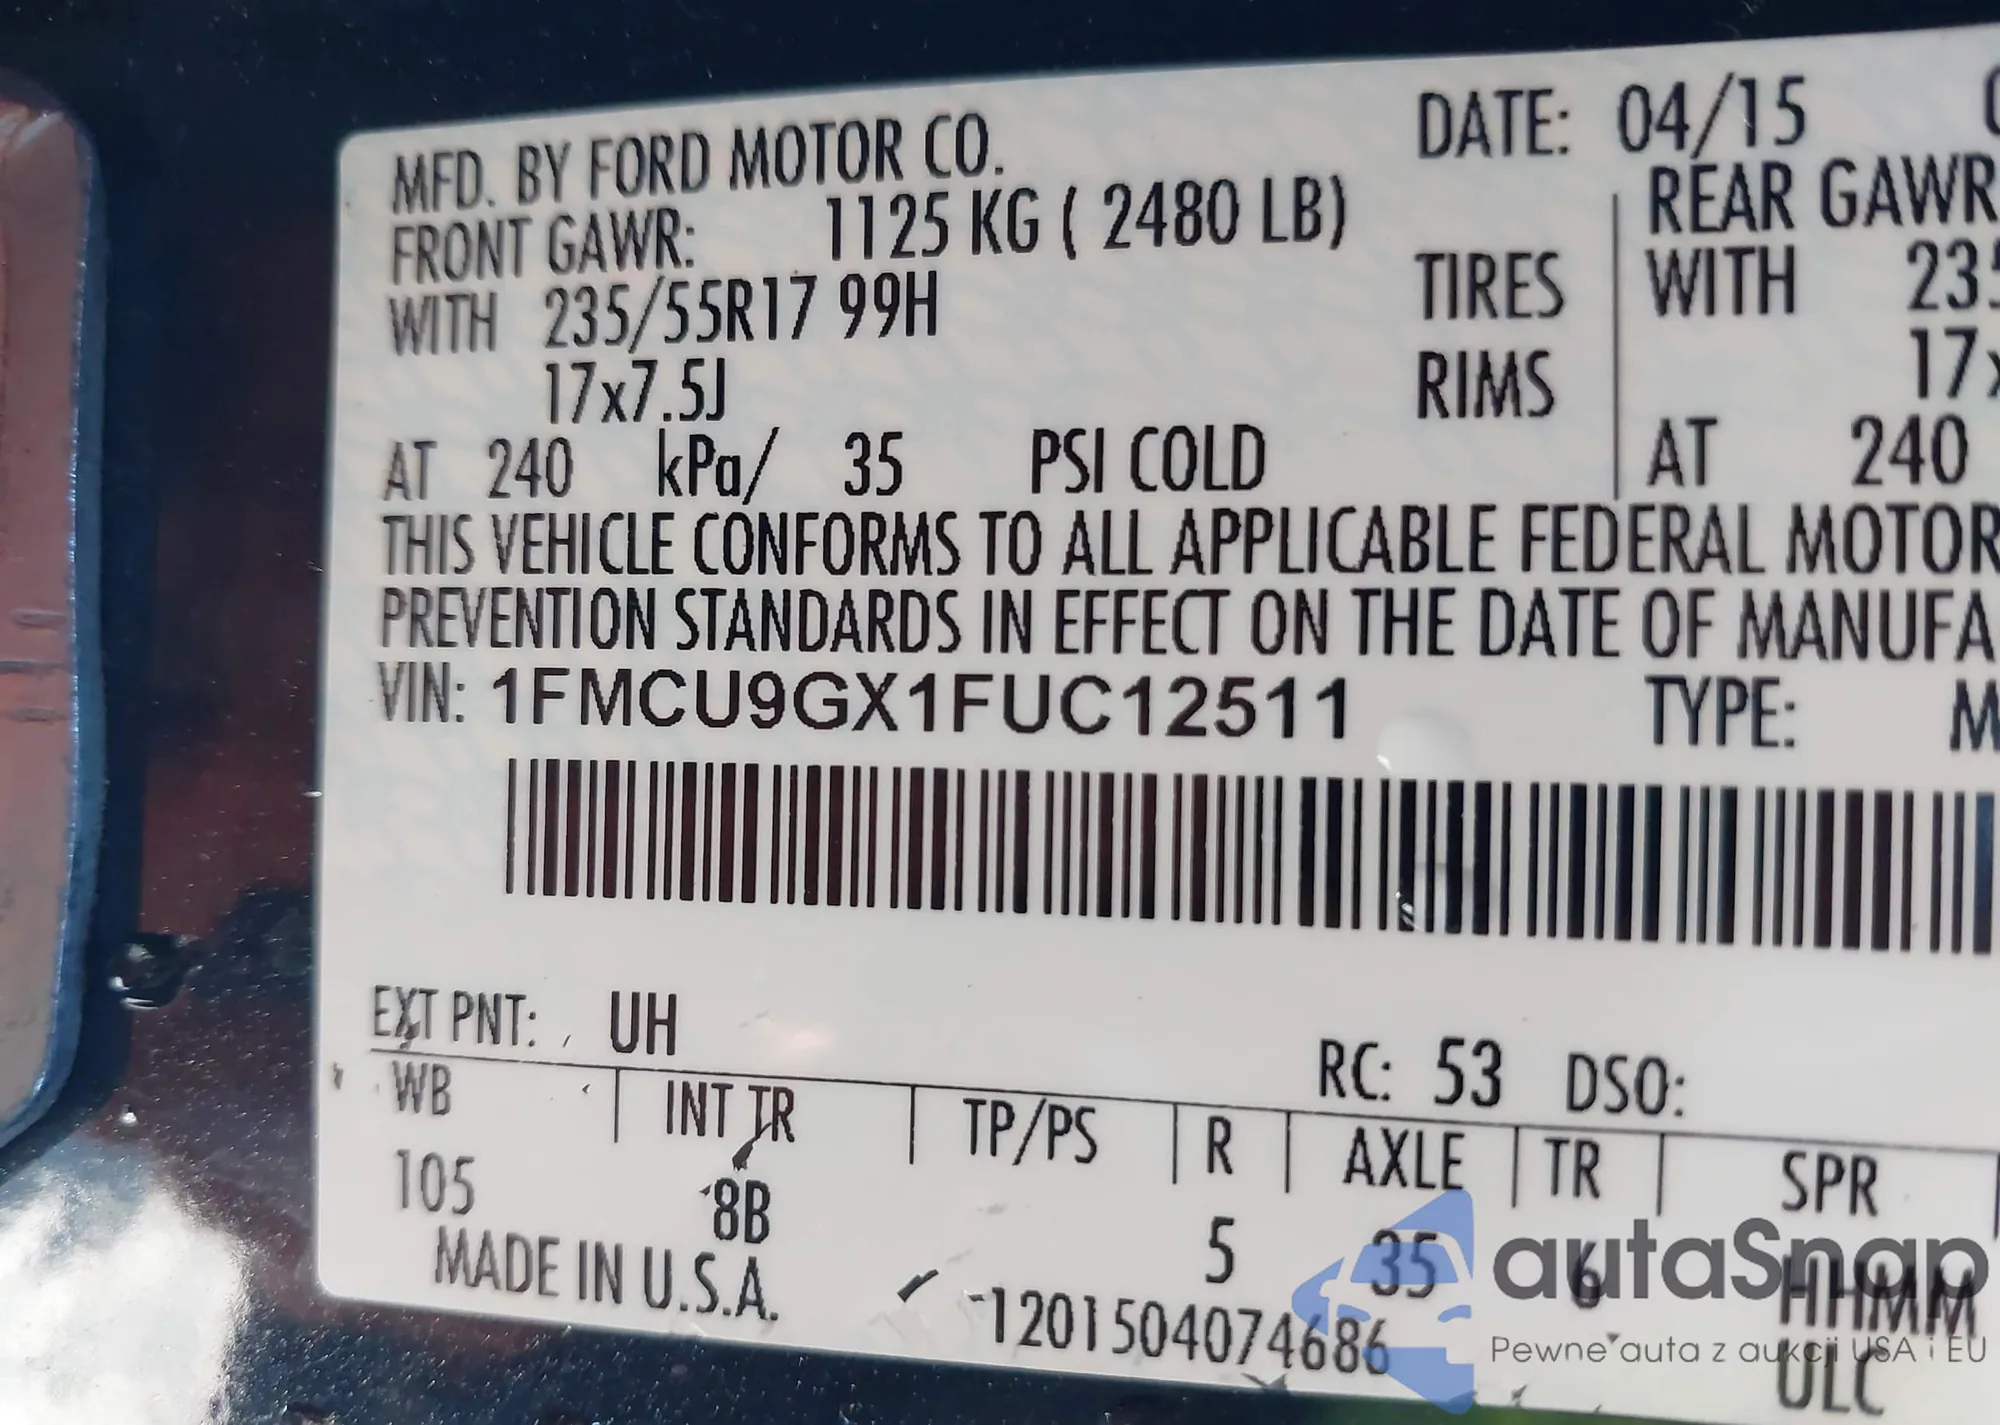 MFD. BY FORD MOTOR CO. DATE: 04/15
FRONT GAWR: 1125 KG ( 2480 LB) REAR GAWR
WITH 235/55R17 99H TIRES WITH 235
17x7.5J RIMS 17x
AT 240 kPa/ 35 PSI COLD AT 240
THIS VEHICLE CONFORMS TO ALL APPLICABLE FEDERAL MOTOR
PREVENTION STANDARDS IN EFFECT ON THE DATE OF MANUFA
VIN: 1FMCU9GX1FUC12511 TYPE: M
EXT PNT: UH RC: 53 DSO:
WB INT TR TP/PS R AXLE TR SPR
105 8B 5 35 6 HHMM
MADE IN U.S.A. 1201504074686 ULC
autaSnap
Pewne auta z aukcji USA i EU